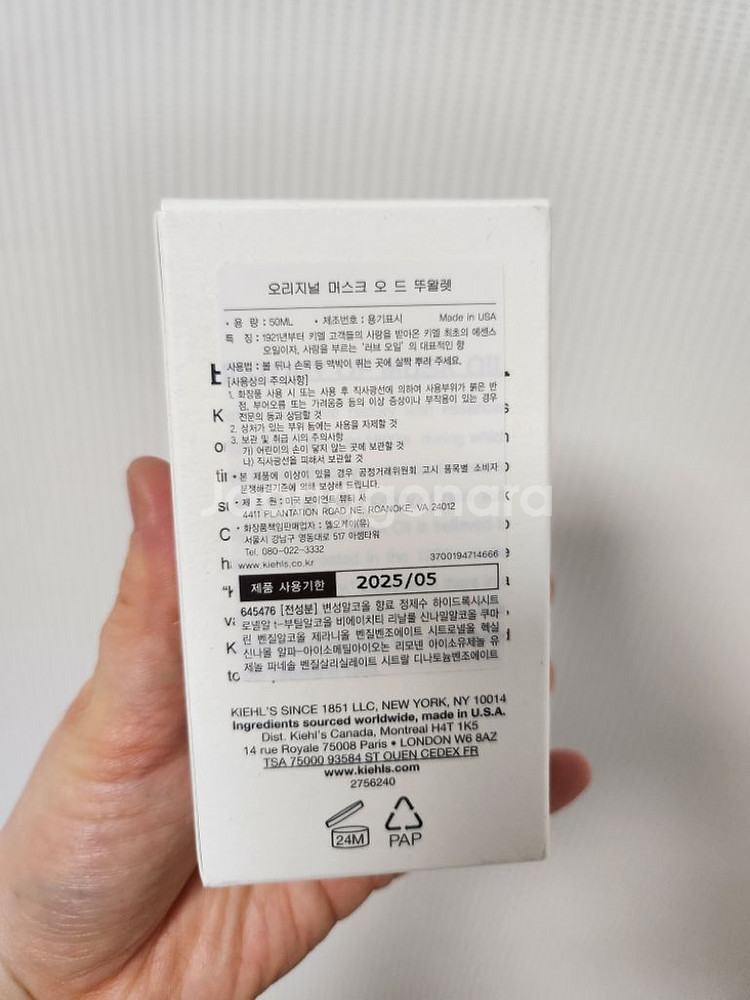 오리지널 머스크 오 드 뚜왈렛
• 용 량 : 50ML • 제조번호 : 용기표시 Made in USA
특 징 : 1921년부터 키엘 고객들의 사랑을 받아온 키엘 최초의 에센스
오일이자, 사랑을 부르는 '러브 오일' 의 대표적인 향
사용법 : 볼 뒤나 손목 등 맥박이 뛰는 곳에 살짝 뿌려 주세요.
[사용상의 주의사항]
1. 화장품 사용 시 또는 사용 후 직사광선에 의하여 사용부위가 붉은 반
점, 부어오름 또는 가려움증 등의 이상 증상이나 부작용이 있는 경우
전문의 등과 상담할 것
2. 상처가 있는 부위 등에는 사용을 자제할 것
3. 보관 및 취급 시의 주의사항
가) 어린이의 손이 닿지 않는 곳에 보관할 것
나) 직사광선을 피해서 보관할 것
• 본 제품에 이상이 있을 경우 공정거래위원회 고시 품목별 소비자
분쟁해결기준에 의해 보상해 드립니다.
• 제 조 원 : 미국 보이언트 뷰티 사
4411 PLANTATION ROAD NE, ROANOKE, VA 24012
• 화장품책임판매업자 : 엘오케이(유)
서울시 강남구 영동대로 517 아셈타워
Tel. 080-022-3332
www.kiehls.co.kr 3700194714666
제품 사용기한 2025/05
645476 [전성분] 변성알코올 향료 정제수 하이드록시시트
로넬알 t-부틸알코올 비에이치티 리날룰 신나밀알코올 쿠마
린 벤질알코올 제라니올 벤질벤조에이트 시트로넬올 헥실
신나몰 알파-아이소메틸아이오논 리모넨 아이소유제놀 유
제놀 파네솔 벤질살리실레이트 시트랄 디나토늄벤조에이트
KIEHL'S SINCE 1851 LLC, NEW YORK, NY 10014
Ingredients sourced worldwide, made in U.S.A.
Dist. Kiehl's Canada, Montreal H4T 1K5
14 rue Royale 75008 Paris • LONDON W6 8AZ
TSA 75000 93584 ST OUEN CEDEX FR
www.kiehls.com
2756240
24M
PAP